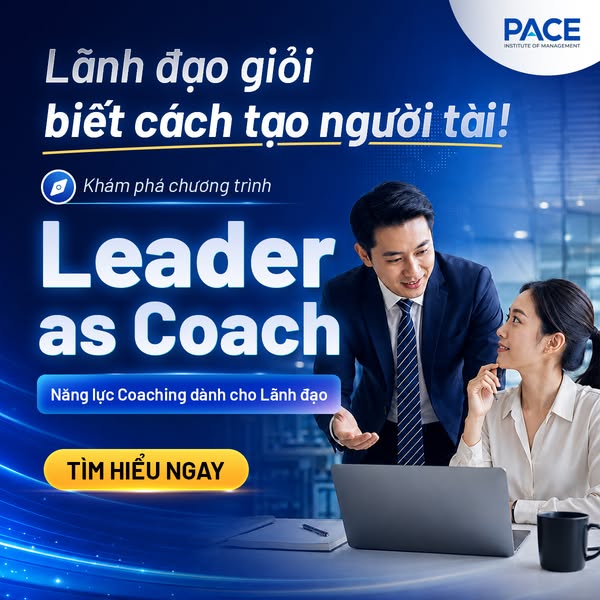 PACE
INSTITUTE OF MANAGEMENT
Lãnh đạo giỏi
biết cách tạo người tài!
Khám phá chương trình
Leader
as Coach
Năng lực Coaching dành cho Lãnh đạo
TÌM HIỂU NGAY